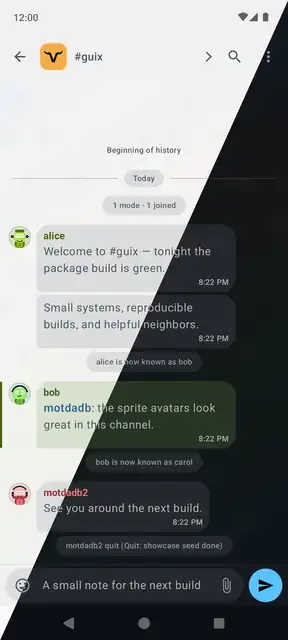 12:00
#guix
Beginning of history
Today
1 mode · 1 joined
alice
Welcome to #guix — tonight the
package build is green.
8:22 PM
Small systems, reproducible
builds, and helpful neighbors.
8:22 PM
alice is now known as bob
bob
motdadb: the sprite avatars look
great in this channel.
8:22 PM
bob is now known as carol
motdadb2
See you around the next build.
8:22 PM
motdadb2 quit (Quit: showcase seed done)
A small note for the next build